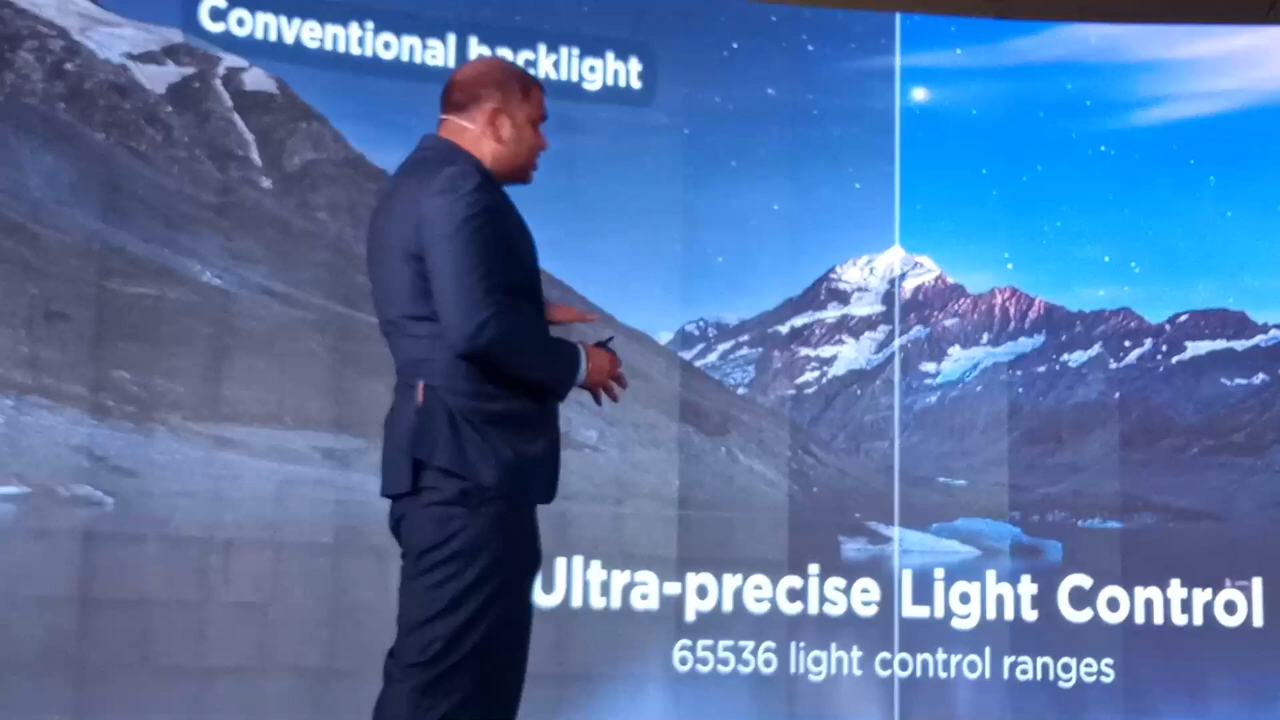 Conventional backlight
Ultra-precise Light Control
65536 light control ranges